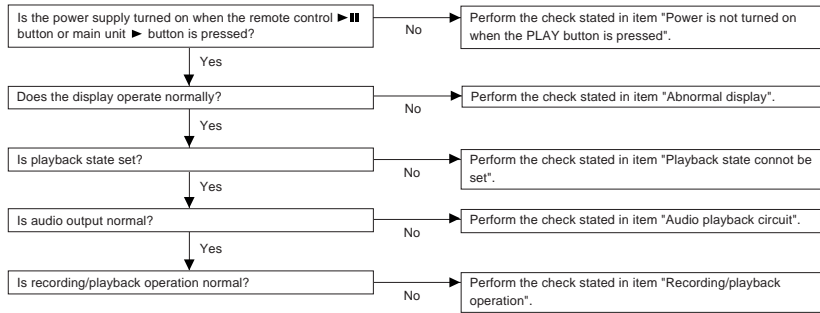 Is the power supply turned on when the remote control ►II
button or main unit ► button is pressed?
No
Perform the check stated in item "Power is not turned on
when the PLAY button is pressed".
Yes
Does the display operate normally?
No
Perform the check stated in item "Abnormal display".
Yes
Is playback state set?
No
Perform the check stated in item "Playback state connot be
set".
Yes
Is audio output normal?
No
Perform the check stated in item "Audio playback circuit".
Yes
Is recording/playback operation normal?
No
Perform the check stated in item "Recording/playback
operation".